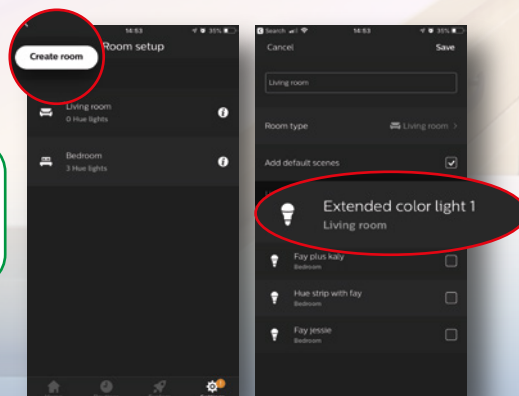 14:53
35%
Create room
Room setup
Living room
0 Hue lights
Bedroom
3 Hue lights
Search
14:53
35%
Cancel
Save
Living room
Room type
Living room
Add default scenes
Extended color light 1
Living room
Fay plus kaly
Bedroom
Hue strip with fay
Bedroom
Fay jessie
Bedroom